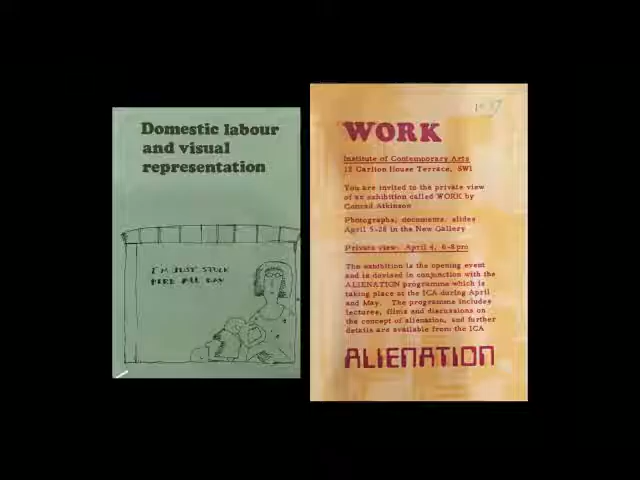 Domestic labour
and visual
representation
I'M JUST STUCK
HERE ALL DAY
WORK
Institute of Contemporary Arts
12 Carlton House Terrace, SW1
You are invited to the private view
of an exhibition called WORK by
Conrad Atkinson
Photographs, documents, slides
April 5-28 in the New Gallery
Private view: April 4, 6-8pm
The exhibition is the opening event
and is devised in conjunction with the
ALIENATION programme which is
taking place at the ICA during April
and May. The programme includes
lectures, films and discussions on
the concept of alienation, and further
details are available from the ICA
ALIENATION